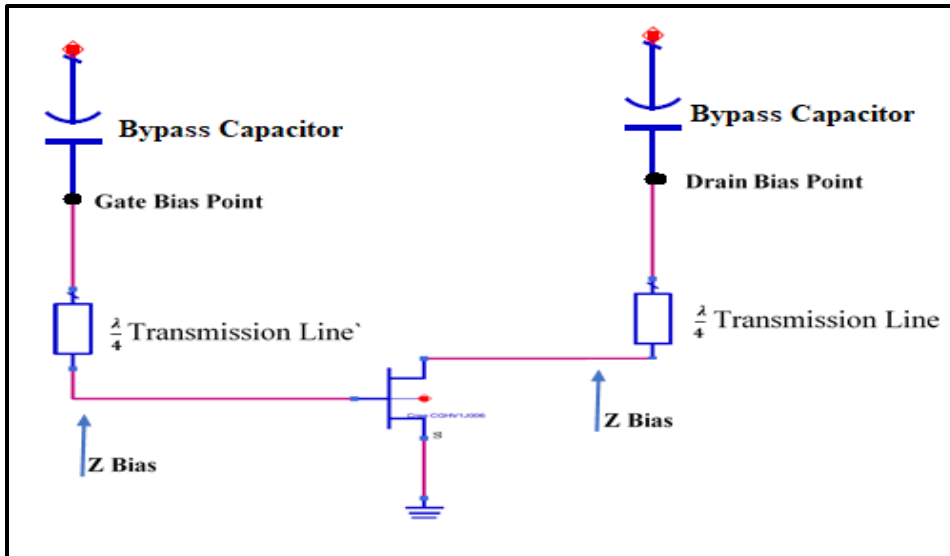 Bypass Capacitor
Bypass Capacitor
Gate Bias Point
Drain Bias Point
λ/4 Transmission Line`
λ/4 Transmission Line
S
Z Bias
Z Bias